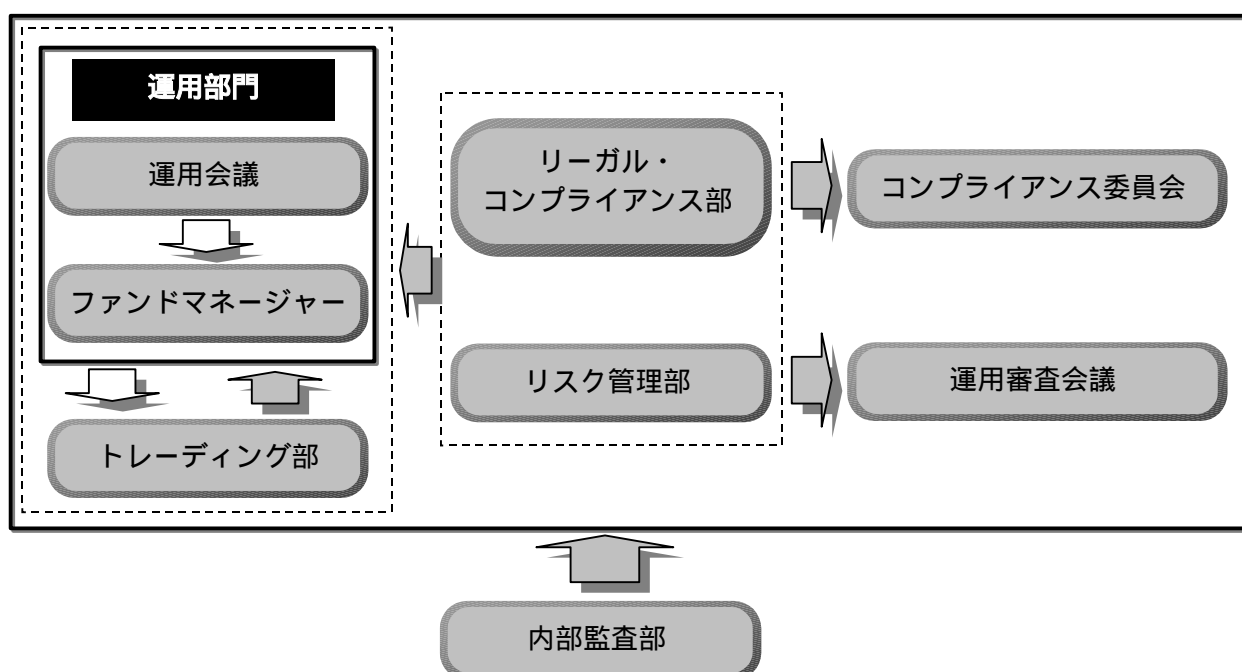 運用部門
運用会議
ファンドマネージャー
トレーディング部
リーガル・
コンプライアンス部
リスク管理部
コンプライアンス委員会
運用審査会議
内部監査部